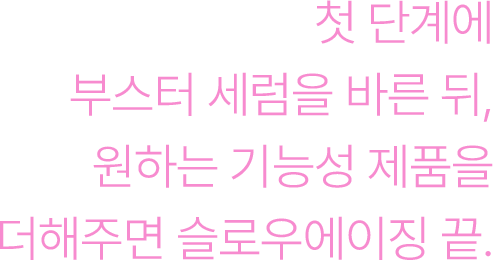 첫 단계에
부스터 세럼을 바른 뒤,
원하는 기능성 제품을
더해주면 슬로우에이징 끝.